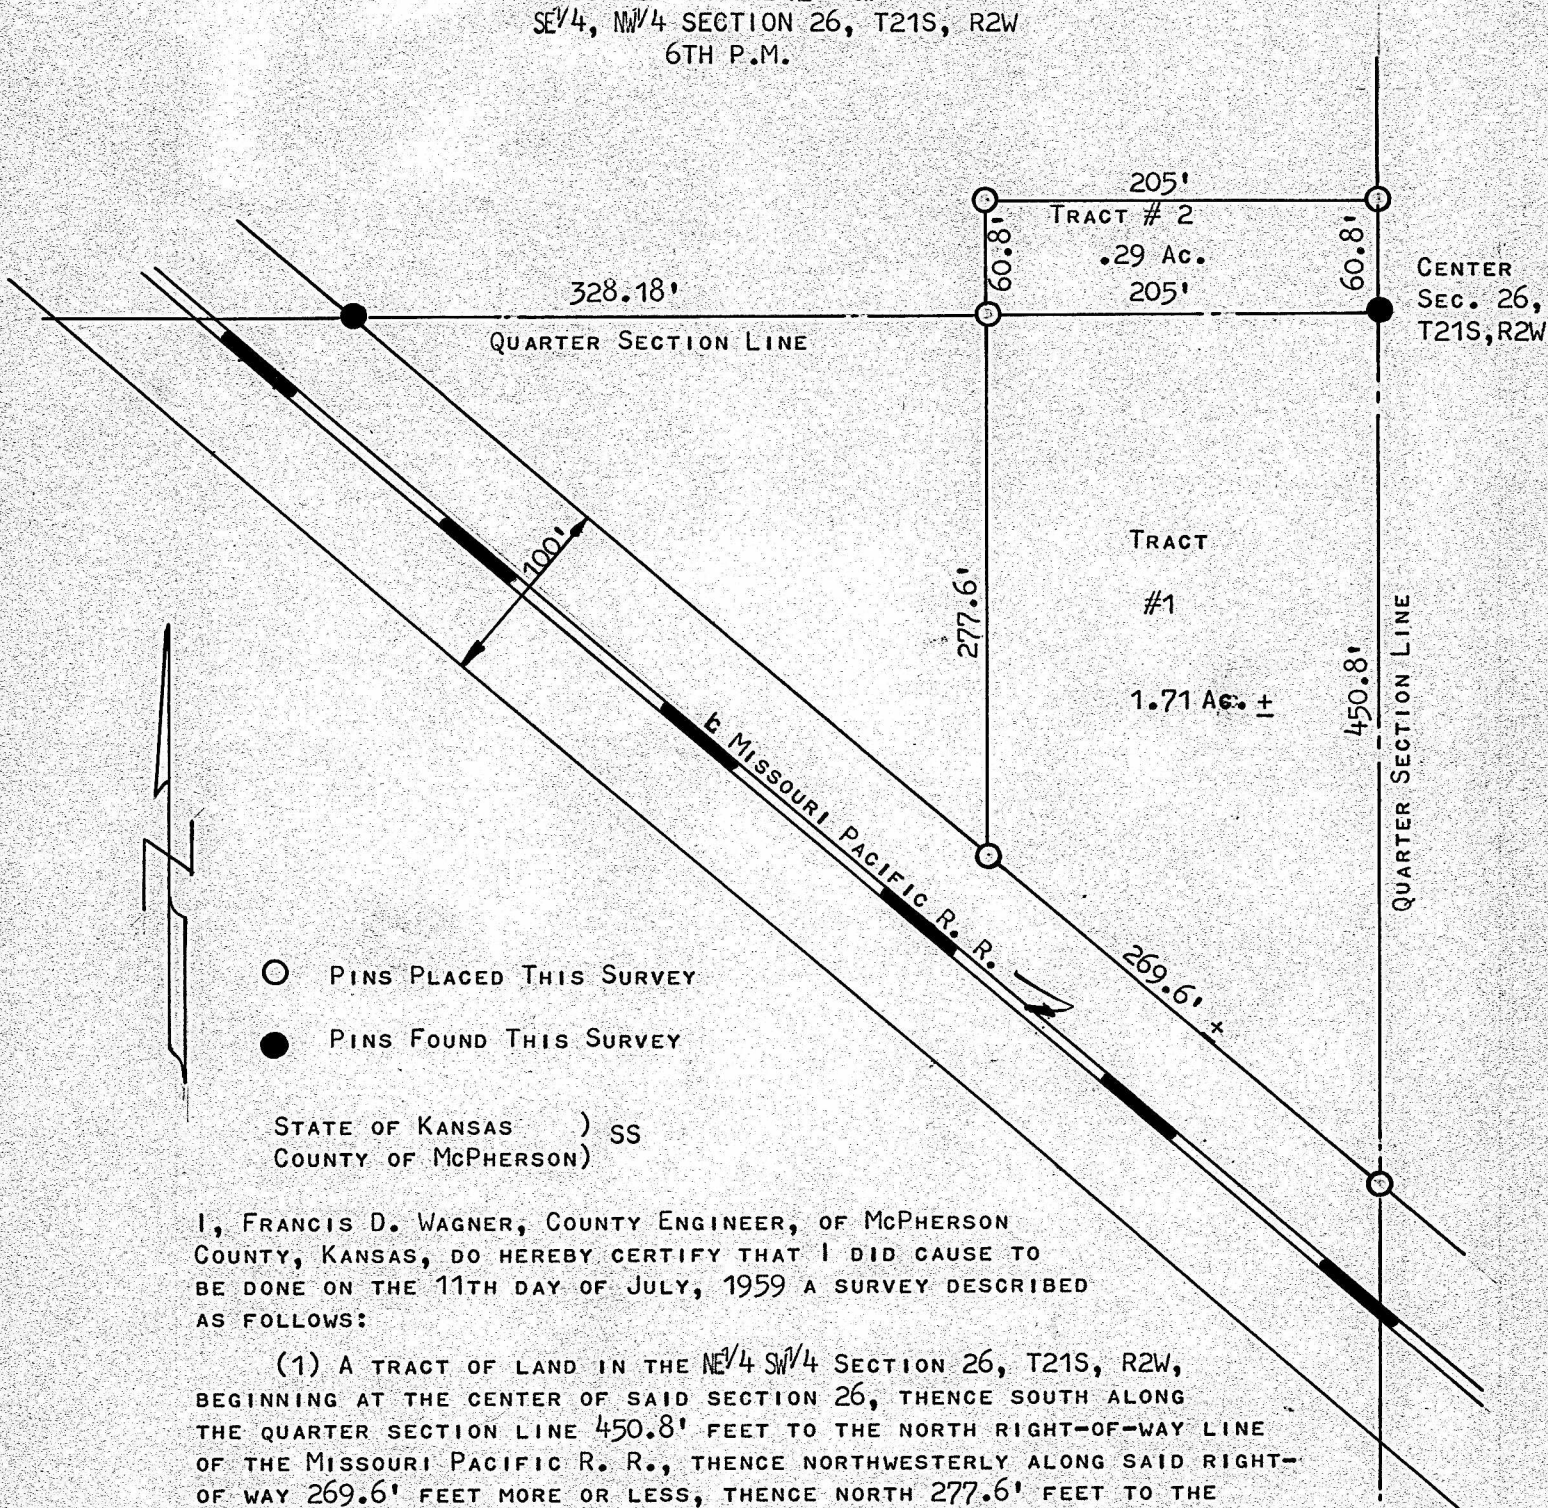 SE1/4, NW1/4 SECTION 26, T21S, R2W
6TH P.M.
205'
TRACT # 2
.29 AC.
60.8'
60.8'
205'
328.18'
QUARTER SECTION LINE
CENTER
SEC. 26,
T21S,R2W
100'
277.6'
TRACT
#1
1.71 AC. ±
450.8'
QUARTER SECTION LINE
MISSOURI PACIFIC R. R.
269.6' ±
N
PINS PLACED THIS SURVEY
PINS FOUND THIS SURVEY
STATE OF KANSAS ) SS
COUNTY OF MCPHERSON)
I, FRANCIS D. WAGNER, COUNTY ENGINEER, OF MCPHERSON
COUNTY, KANSAS, DO HEREBY CERTIFY THAT I DID CAUSE TO
BE DONE ON THE 11TH DAY OF JULY, 1959 A SURVEY DESCRIBED
AS FOLLOWS:
(1) A TRACT OF LAND IN THE NE1/4 SW1/4 SECTION 26, T21S, R2W,
BEGINNING AT THE CENTER OF SAID SECTION 26, THENCE SOUTH ALONG
THE QUARTER SECTION LINE 450.8' FEET TO THE NORTH RIGHT-OF-WAY LINE
OF THE MISSOURI PACIFIC R. R., THENCE NORTHWESTERLY ALONG SAID RIGHT-
OF WAY 269.6' FEET MORE OR LESS, THENCE NORTH 277.6' FEET TO THE